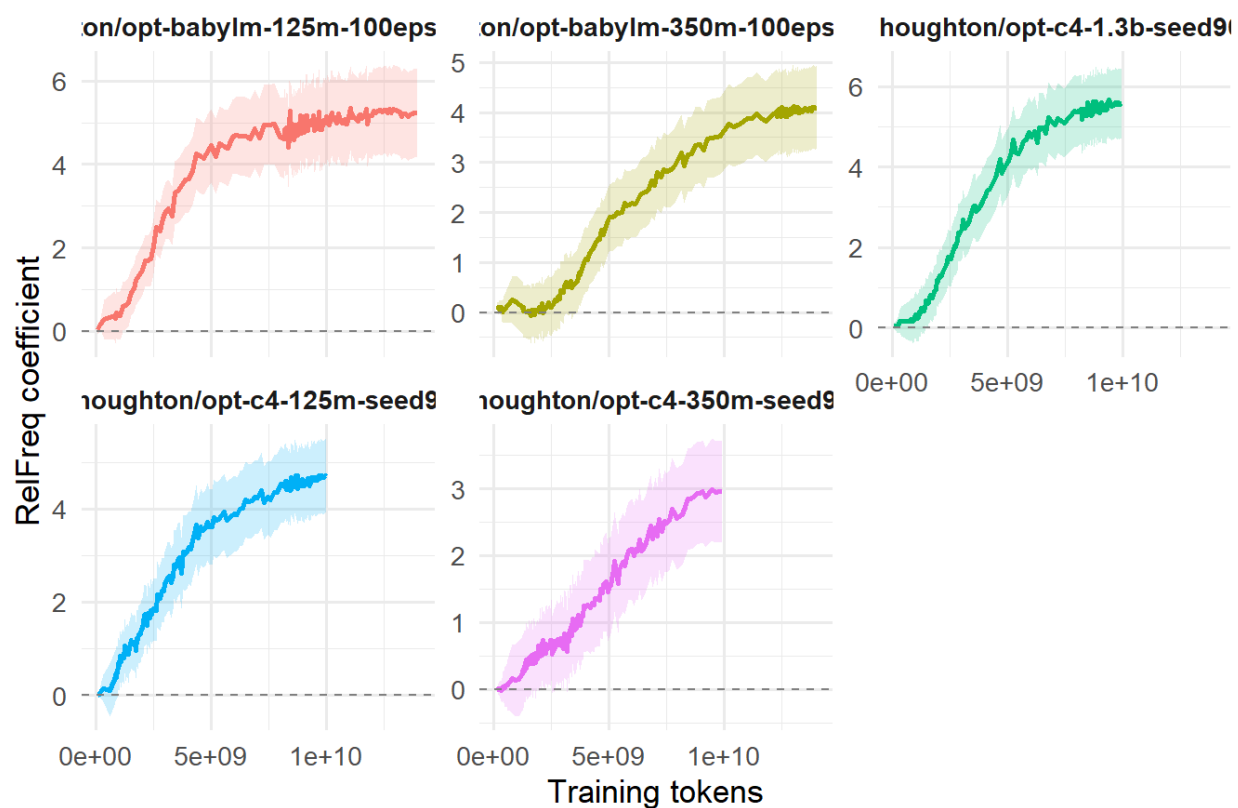 ton/opt-babylm-125m-100eps
ton/opt-babylm-350m-100eps
houghton/opt-c4-1.3b-seed90
6
4
2
0
5
4
3
2
1
0
6
4
2
0
0e+00 5e+09 1e+10
houghton/opt-c4-125m-seed9
houghton/opt-c4-350m-seed9
4
2
0
3
2
1
0
0e+00 5e+09 1e+10
0e+00 5e+09 1e+10
RelFreq coefficient
Training tokens